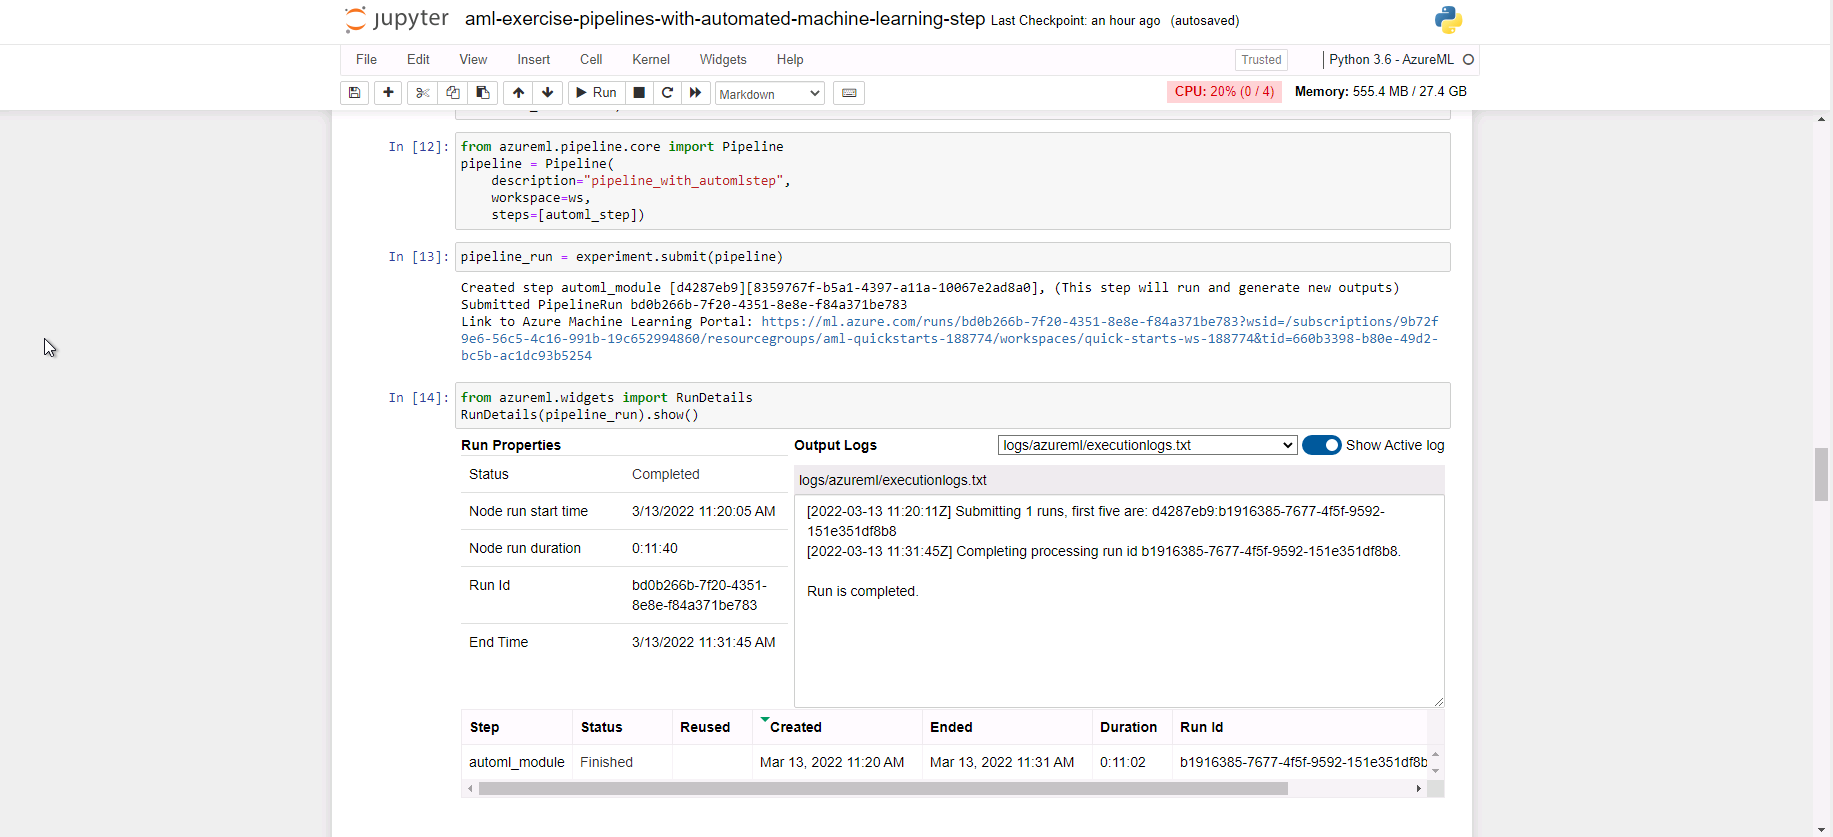 jupyter aml-exercise-pipelines-with-automated-machine-learning-step Last Checkpoint: an hour ago (autosaved)
File Edit View Insert Cell Kernel Widgets Help Trusted Python 3.6 - AzureML
Run Markdown CPU: 20% (0 / 4) Memory: 555.4 MB / 27.4 GB
In [12]: from azureml.pipeline.core import Pipeline
pipeline = Pipeline(
description="pipeline_with_automlstep",
workspace=ws,
steps=[automl_step])
In [13]: pipeline_run = experiment.submit(pipeline)
Created step automl_module [d4287eb9][8359767f-b5a1-4397-a11a-10067e2ad8a0], (This step will run and generate new outputs)
Submitted PipelineRun bd0b266b-7f20-4351-8e8e-f84a371be783
Link to Azure Machine Learning Portal: https://ml.azure.com/runs/bd0b266b-7f20-4351-8e8e-f84a371be783?wsid=/subscriptions/9b72f
9e6-56c5-4c16-991b-19c652994860/resourcegroups/aml-quickstarts-188774/workspaces/quick-starts-ws-188774&tid=660b3398-b80e-49d2-
bc5b-ac1dc93b5254
In [14]: from azureml.widgets import RunDetails
RunDetails(pipeline_run).show()
Run Properties
Status Completed
Node run start time 3/13/2022 11:20:05 AM
Node run duration 0:11:40
Run Id bd0b266b-7f20-4351-
8e8e-f84a371be783
End Time 3/13/2022 11:31:45 AM
Output Logs logs/azureml/executionlogs.txt Show Active log
logs/azureml/executionlogs.txt
[2022-03-13 11:20:11Z] Submitting 1 runs, first five are: d4287eb9:b1916385-7677-4f5f-9592-
151e351df8b8
[2022-03-13 11:31:45Z] Completing processing run id b1916385-7677-4f5f-9592-151e351df8b8.
Run is completed.
Step Status Reused Created Ended Duration Run Id
automl_module Finished Mar 13, 2022 11:20 AM Mar 13, 2022 11:31 AM 0:11:02 b1916385-7677-4f5f-9592-151e351df8b